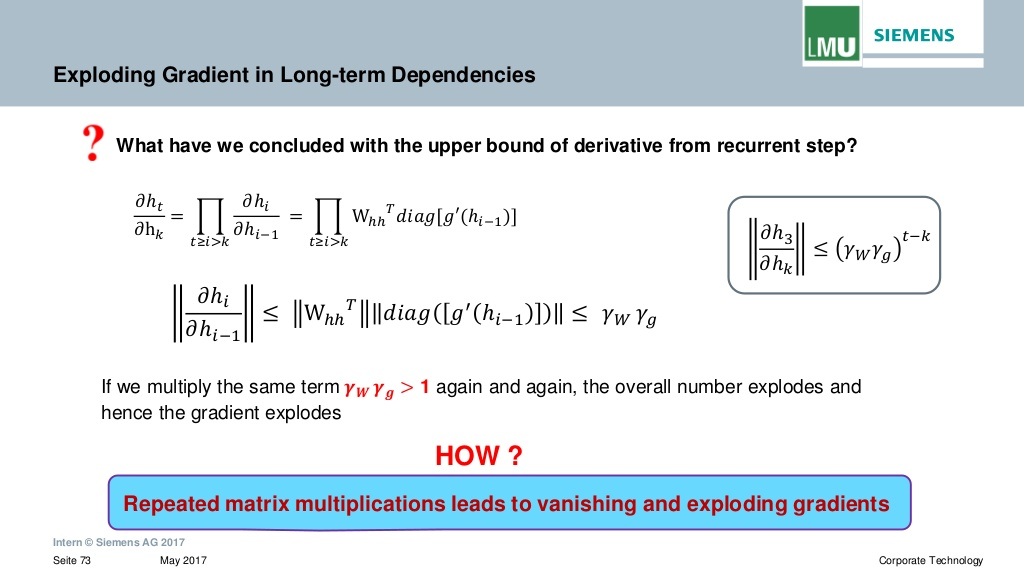 LMU SIEMENS
Exploding Gradient in Long-term Dependencies
? What have we concluded with the upper bound of derivative from recurrent step?
∂h_t/∂h_k = ∏_{t≥i>k} ∂h_i/∂h_{i−1} = ∏_{t≥i>k} W_{hh}^T diag[g′(h_{i−1})]
‖∂h_3/∂h_k‖ ≤ (γ_W γ_g)^{t−k}
‖∂h_i/∂h_{i−1}‖ ≤ ‖W_{hh}^T‖‖diag([g′(h_{i−1})])‖ ≤ γ_W γ_g
If we multiply the same term γ_W γ_g > 1 again and again, the overall number explodes and
hence the gradient explodes
HOW ?
Repeated matrix multiplications leads to vanishing and exploding gradients
Intern © Siemens AG 2017
Seite 73 May 2017 Corporate Technology